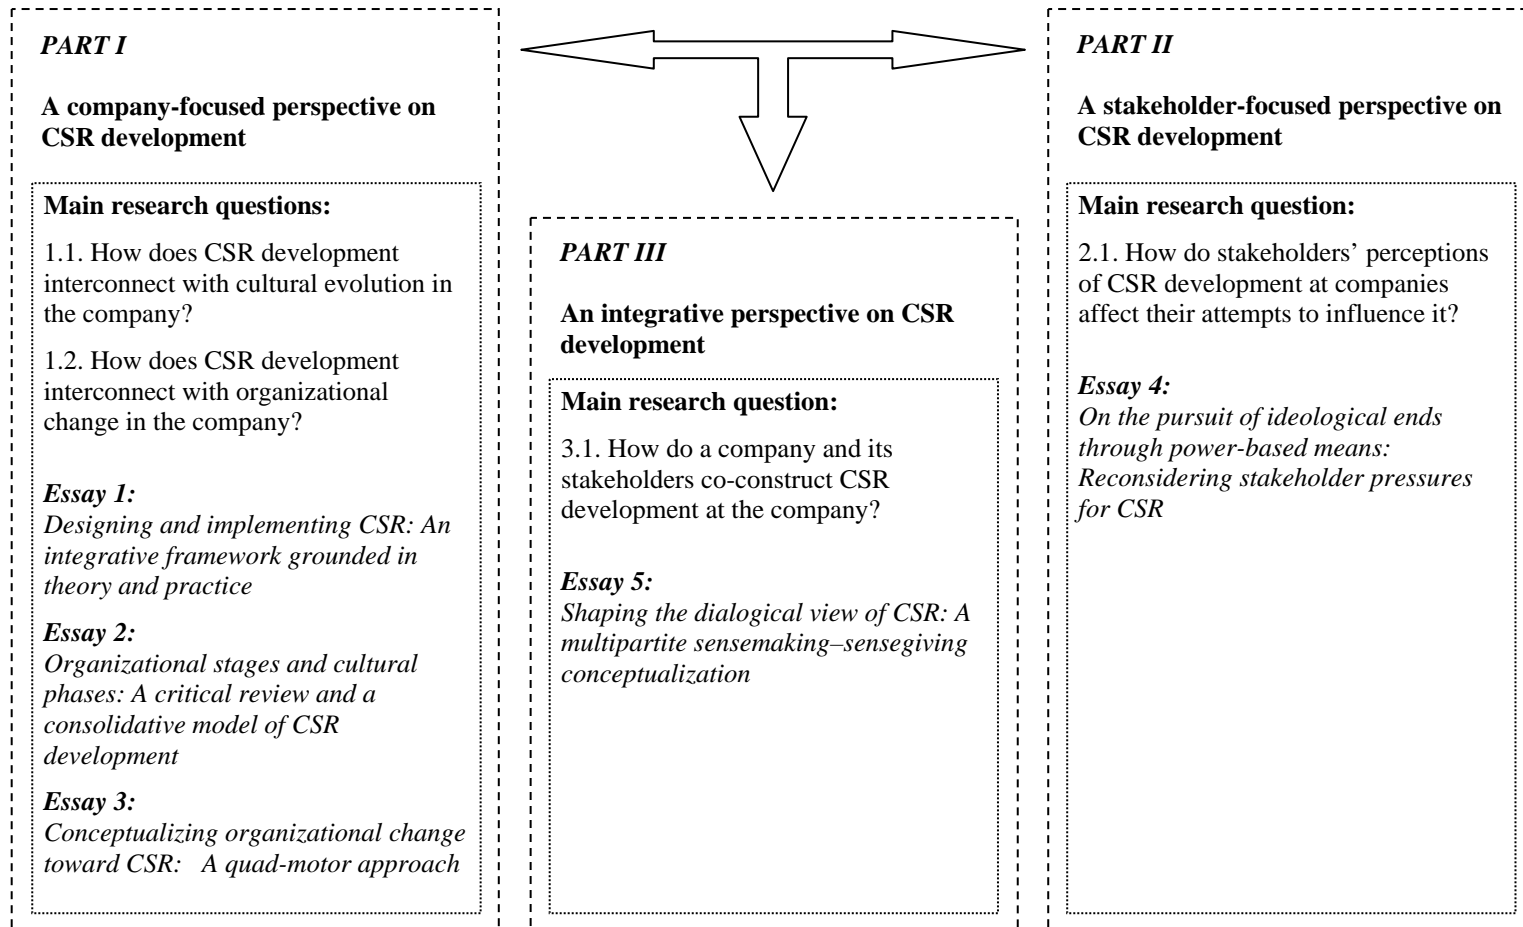 PART I
A company-focused perspective on
CSR development
Main research questions:
1.1. How does CSR development
interconnect with cultural evolution in
the company?
1.2. How does CSR development
interconnect with organizational
change in the company?
Essay 1:
Designing and implementing CSR: An
integrative framework grounded in
theory and practice
Essay 2:
Organizational stages and cultural
phases: A critical review and a
consolidative model of CSR
development
Essay 3:
Conceptualizing organizational change
toward CSR:   A quad-motor approach
PART III
An integrative perspective on CSR
development
Main research question:
3.1. How do a company and its
stakeholders co-construct CSR
development at the company?
Essay 5:
Shaping the dialogical view of CSR: A
multipartite sensemaking–sensegiving
conceptualization
PART II
A stakeholder-focused perspective on
CSR development
Main research question:
2.1. How do stakeholders’ perceptions
of CSR development at companies
affect their attempts to influence it?
Essay 4:
On the pursuit of ideological ends
through power-based means:
Reconsidering stakeholder pressures
for CSR